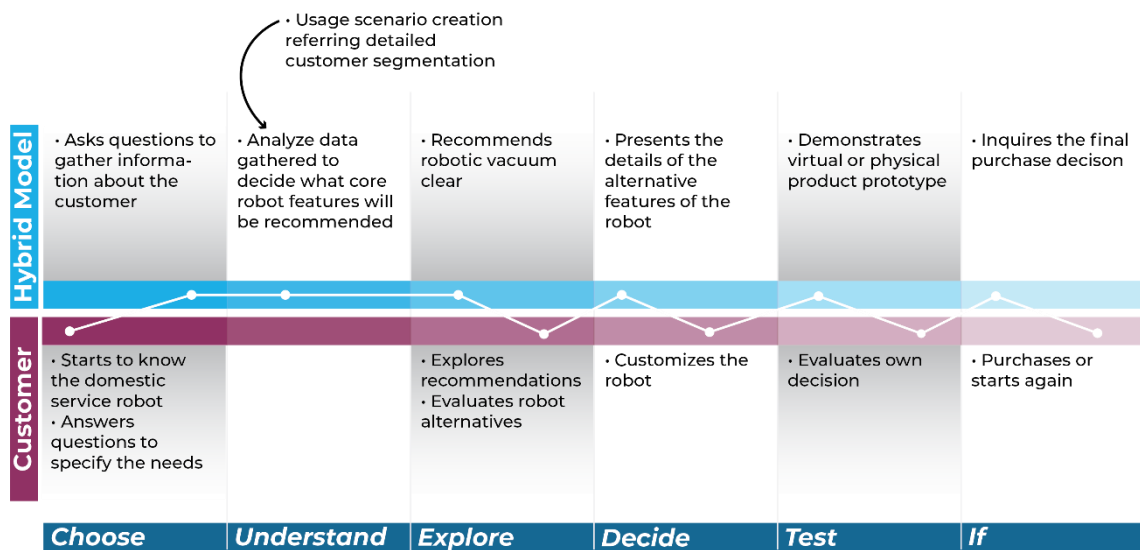 • Usage scenario creation
referring detailed
customer segmentation
Hybrid Model
• Asks questions to
gather informa-
tion about the
customer
• Analyze data
gathered to
decide what core
robot features will
be recommended
• Recommends
robotic vacuum
clear
• Presents the
details of the
alternative
features of the
robot
• Demonstrates
virtual or physical
product prototype
• Inquires the final
purchase decison
Customer
• Starts to know
the domestic
service robot
• Answers
questions to
specify the needs
• Explores
recommendations
• Evaluates robot
alternatives
• Customizes the
robot
• Evaluates own
decision
• Purchases or
starts again
Choose
Understand
Explore
Decide
Test
If